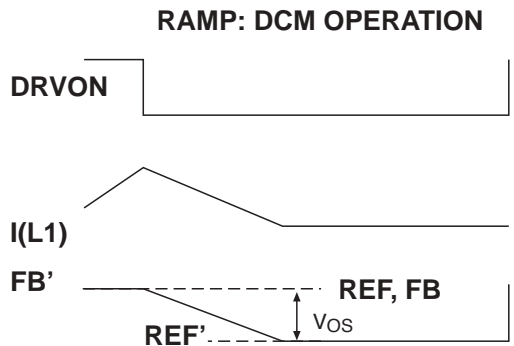 RAMP: DCM OPERATION
DRVON
I(L1)
FB’
REF, FB
VOS
REF’